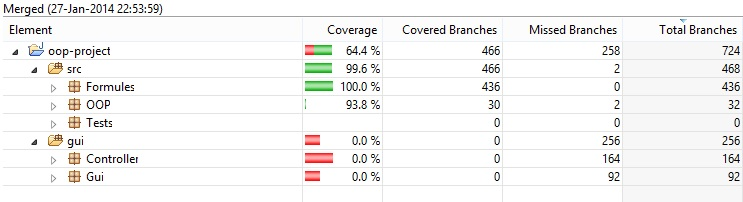 Merged (27-Jan-2014 22:53:59)
Element Coverage Covered Branches Missed Branches Total Branches
oop-project 64.4 % 466 258 724
src 99.6 % 466 2 468
Formules 100.0 % 436 0 436
OOP 93.8 % 30 2 32
Tests 0 0 0
gui 0.0 % 0 256 256
Controller 0.0 % 0 164 164
Gui 0.0 % 0 92 92